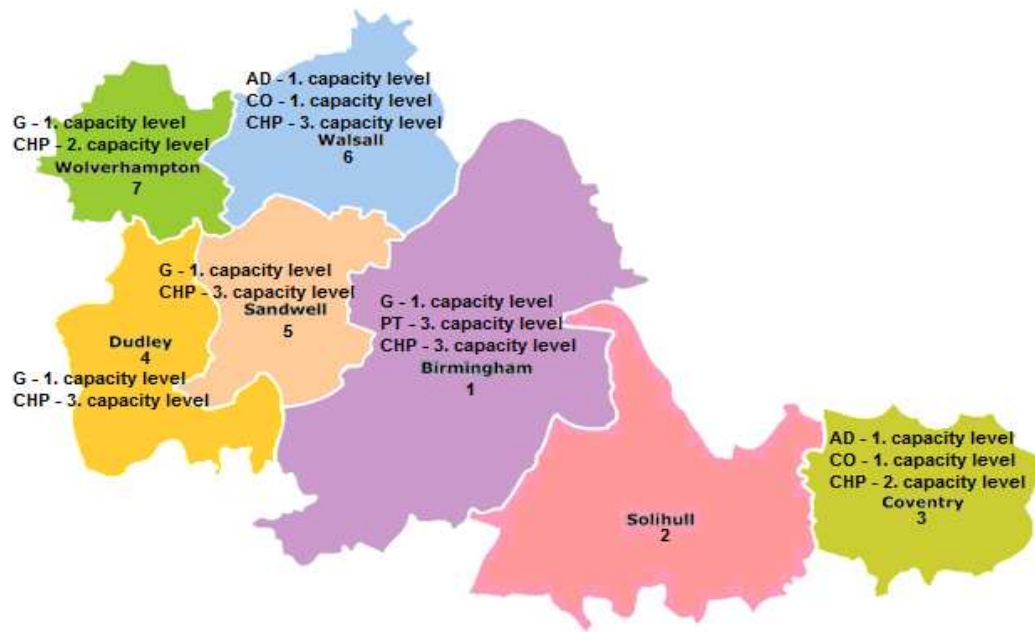 AD - 1. capacity level
CO - 1. capacity level
CHP - 3. capacity level
Walsall
6
G - 1. capacity level
CHP - 2. capacity level
Wolverhampton
7
G - 1. capacity level
CHP - 3. capacity level
Sandwell
5
G - 1. capacity level
PT - 3. capacity level
CHP - 3. capacity level
Birmingham
1
Dudley
4
G - 1. capacity level
CHP - 3. capacity level
AD - 1. capacity level
CO - 1. capacity level
CHP - 2. capacity level
Coventry
3
Solihull
2